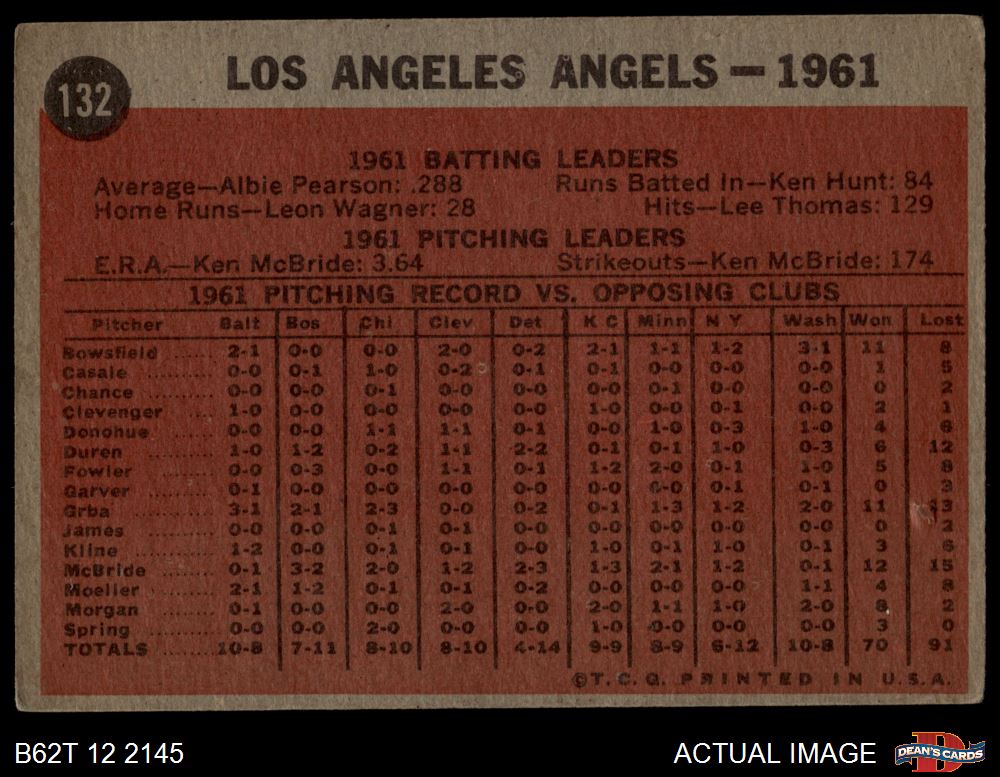 132
LOS ANGELES ANGELS — 1961
1961 BATTING LEADERS
Average—Albie Pearson: .288 Runs Batted In—Ken Hunt: 84
Home Runs—Leon Wagner: 28 Hits—Lee Thomas: 129
1961 PITCHING LEADERS
E.R.A.—Ken McBride: 3.64 Strikeouts—Ken McBride: 174
1961 PITCHING RECORD VS. OPPOSING CLUBS
Pitcher Balt Bos Chi Clev Det K C Minn N Y Wash Won Lost
Bowsfield ...... 2-1 0-0 0-0 2-0 0-2 2-1 1-1 1-2 3-1 11 8
Casale .......... 0-0 0-1 1-0 0-2 0-1 0-1 0-0 0-0 0-0 1 5
Chance .......... 0-0 0-0 0-1 0-0 0-0 0-0 0-1 0-0 0-0 0 2
Clevenger .... 1-0 0-0 0-0 0-0 0-0 1-0 0-0 0-1 0-0 2 1
Donohue ...... 0-0 0-0 1-1 1-1 0-1 0-0 1-0 0-3 1-0 4 6
Duren .......... 1-0 1-2 0-2 1-1 2-2 0-1 0-1 1-0 0-3 6 12
Fowler .......... 0-0 0-3 0-0 1-1 0-1 1-2 2-0 0-1 1-0 5 8
Garver .......... 0-1 0-0 0-0 0-0 0-0 0-0 0-0 0-1 0-1 0 3
Grba ............ 3-1 2-1 2-3 0-0 0-2 0-1 1-3 1-2 2-0 11 13
James .......... 0-0 0-0 0-1 0-1 0-0 0-0 0-0 0-0 0-0 0 2
Kline ............ 1-2 0-0 0-1 0-1 0-0 1-0 0-1 1-0 0-1 3 6
McBride ........ 0-1 3-2 2-0 1-2 2-3 1-3 2-1 1-2 0-1 12 15
Moeller ........ 2-1 1-2 0-1 0-1 0-2 0-0 0-0 0-0 1-1 4 8
Morgan ........ 0-1 0-0 0-0 2-0 0-0 2-0 1-1 1-0 2-0 8 2
Spring .......... 0-0 0-0 2-0 0-0 0-0 1-0 0-0 0-0 0-0 3 0
TOTALS ........ 10-8 7-11 8-10 8-10 4-14 9-9 8-9 6-12 10-8 70 91
©T. C. G. PRINTED IN U.S.A.
B62T 12 2145 ACTUAL IMAGE D DEAN'S CARDS